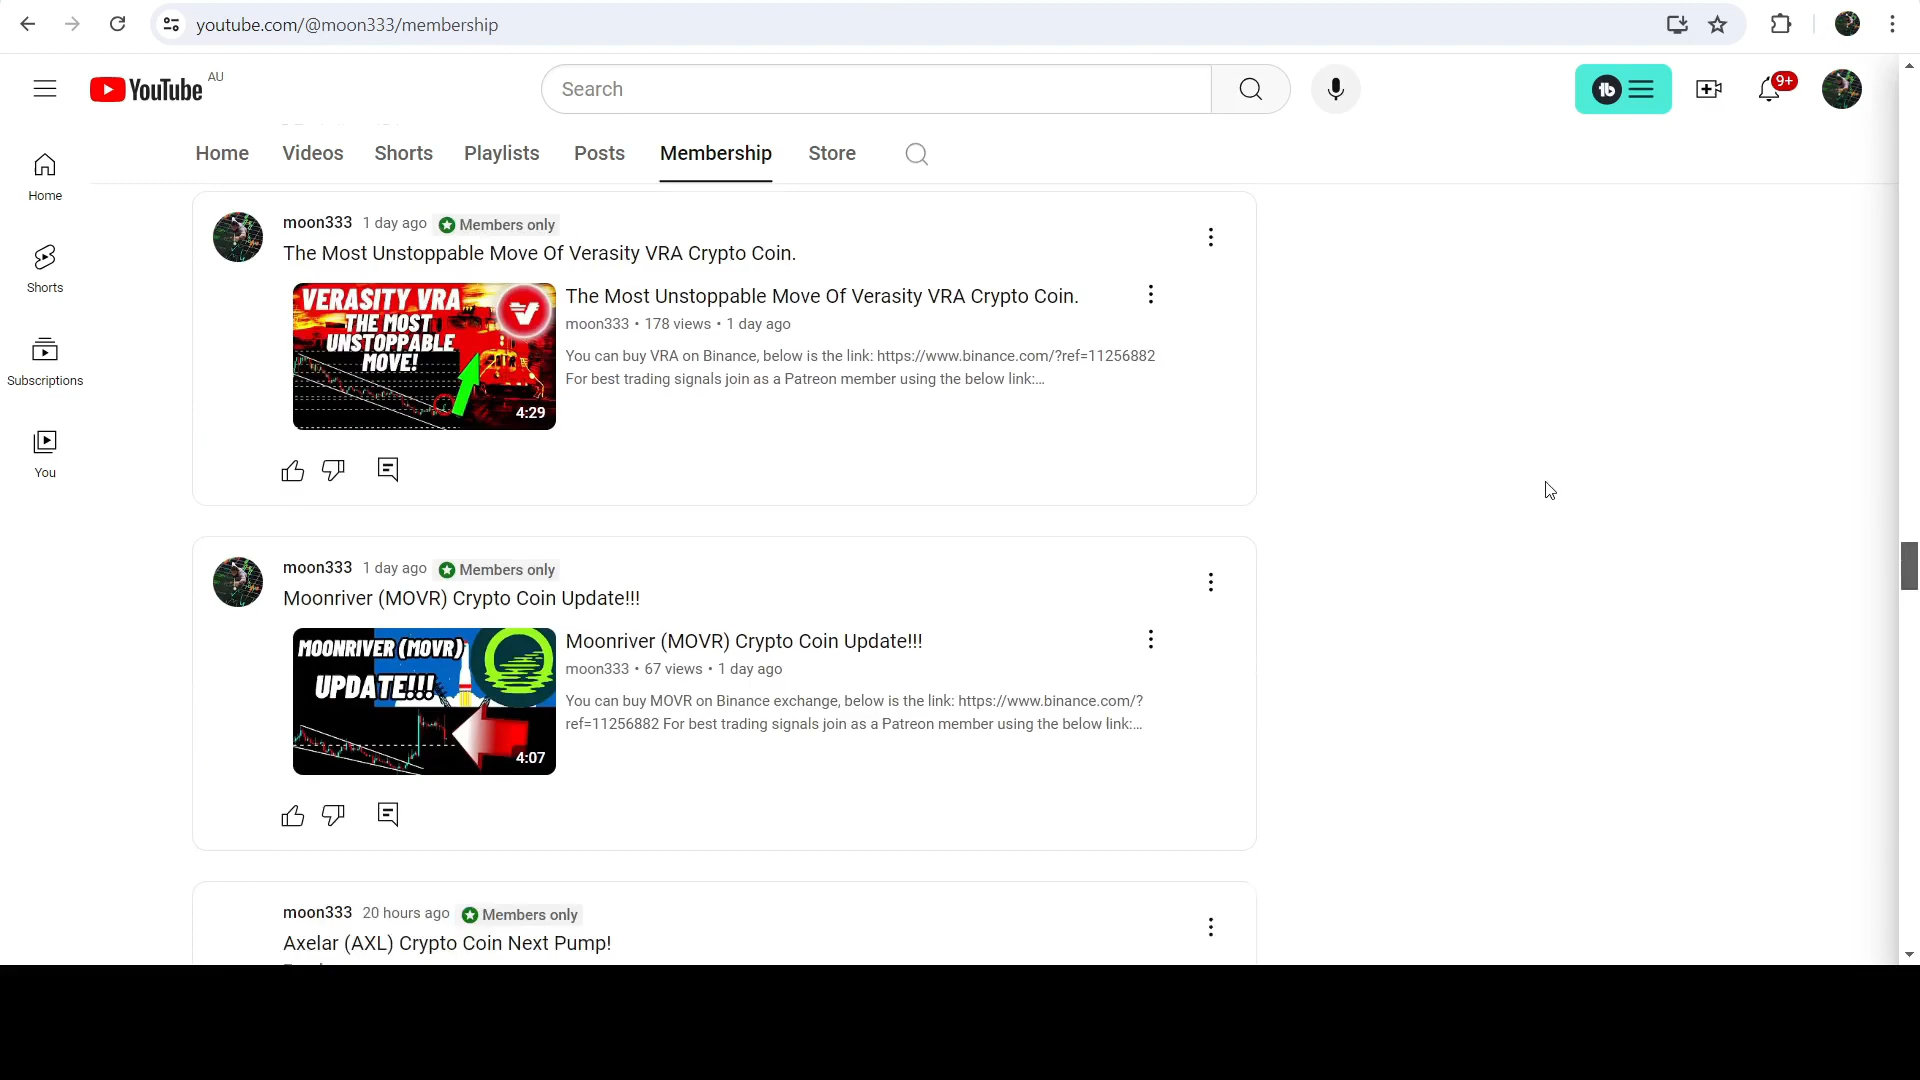 youtube.com/@moon333/membership
YouTube AU
Search
9+
Home
Videos
Shorts
Playlists
Posts
Membership
Store
Home
Shorts
Subscriptions
You
moon333 1 day ago Members only
The Most Unstoppable Move Of Verasity VRA Crypto Coin.
VERASITY VRA
THE MOST
UNSTOPPABLE
MOVE!
4:29
The Most Unstoppable Move Of Verasity VRA Crypto Coin.
moon333 • 178 views • 1 day ago
You can buy VRA on Binance, below is the link: https://www.binance.com/?ref=11256882
For best trading signals join as a Patreon member using the below link:...
moon333 1 day ago Members only
Moonriver (MOVR) Crypto Coin Update!!!
MOONRIVER (MOVR)
UPDATE!!!
4:07
Moonriver (MOVR) Crypto Coin Update!!!
moon333 • 67 views • 1 day ago
You can buy MOVR on Binance exchange, below is the link: https://www.binance.com/?
ref=11256882 For best trading signals join as a Patreon member using the below link:...
moon333 20 hours ago Members only
Axelar (AXL) Crypto Coin Next Pump!